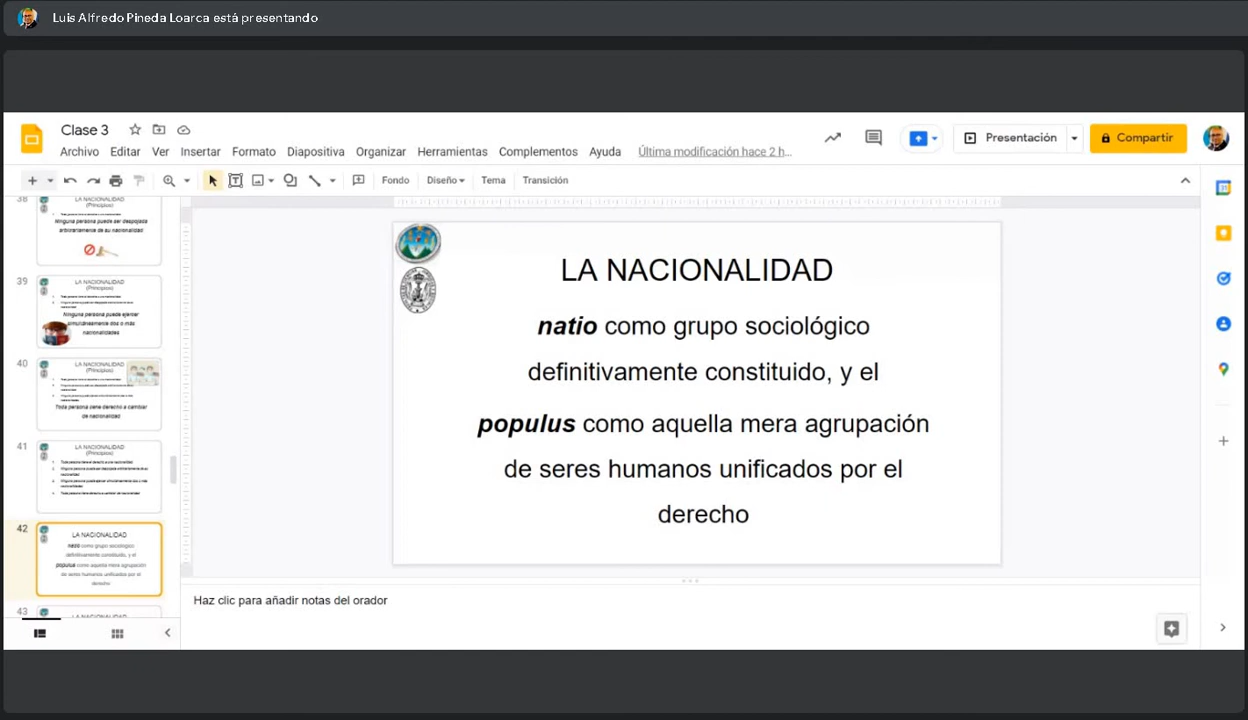 Luis Alfredo Pineda Loarca está presentando
Clase 3
Archivo Editar Ver Insertar Formato Diapositiva Organizar Herramientas Complementos Ayuda Última modificación hace 2 h...
Presentación
Compartir
Fondo Diseño Tema Transición
38
LA NACIONALIDAD
(Principios)
Ninguna persona puede ser despojada
arbitrariamente de su nacionalidad
39
LA NACIONALIDAD
(Principios)
Ninguna persona puede ejercer
simultáneamente dos o más
nacionalidades
40
LA NACIONALIDAD
(Principios)
Toda persona tiene derecho a cambiar
de nacionalidad
41
LA NACIONALIDAD
(Principios)
42
LA NACIONALIDAD
natio como grupo sociológico
definitivamente constituido, y el
populus como aquella mera agrupación
de seres humanos unificados por el
derecho
43
LA NACIONALIDAD
LA NACIONALIDAD
natio como grupo sociológico
definitivamente constituido, y el
populus como aquella mera agrupación
de seres humanos unificados por el
derecho
Haz clic para añadir notas del orador